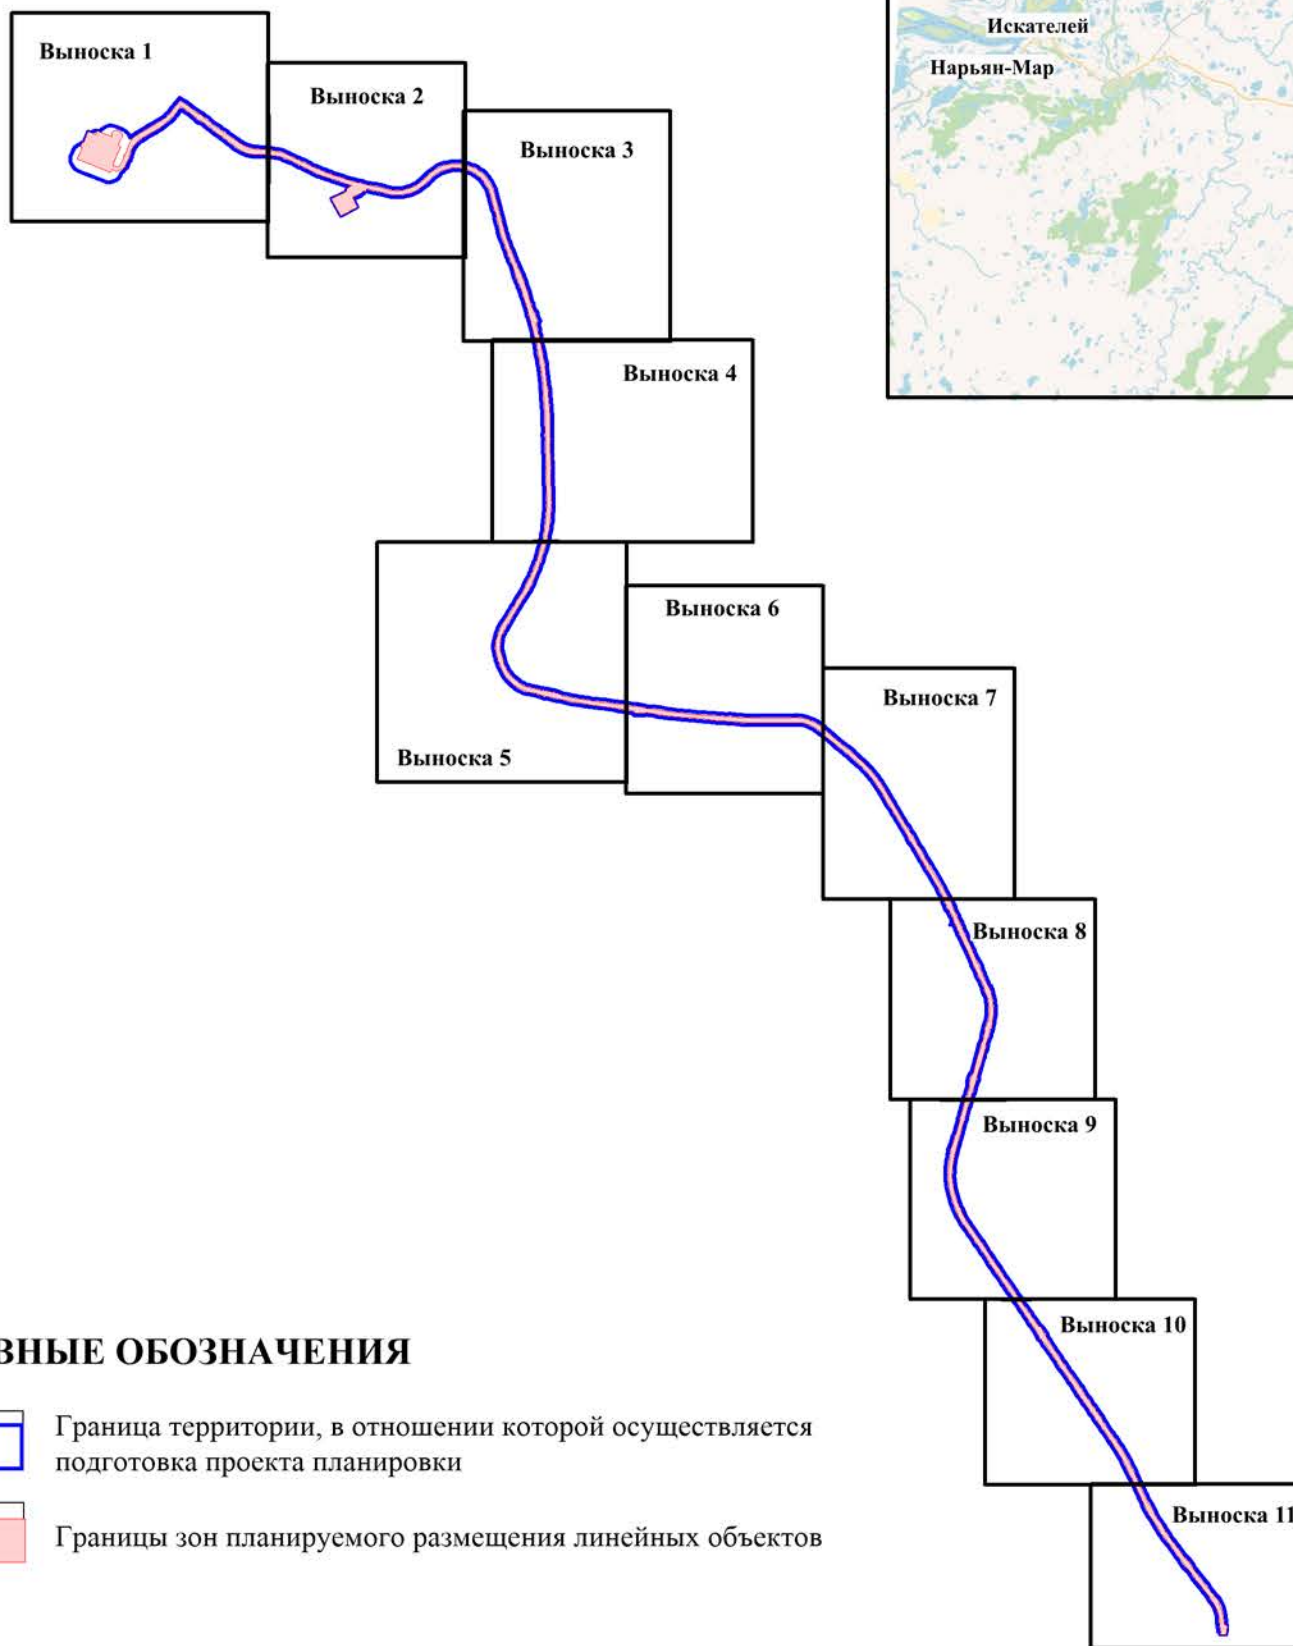 Выноска 1
Выноска 2
Выноска 3
Искателей
Нарьян-Мар
Выноска 4
Выноска 6
Выноска 7
Выноска 5
Выноска 8
Выноска 9
Выноска 10
Выноска 11
ВНЫЕ ОБОЗНАЧЕНИЯ
Граница территории, в отношении которой осуществляется
подготовка проекта планировки
Границы зон планируемого размещения линейных объектов